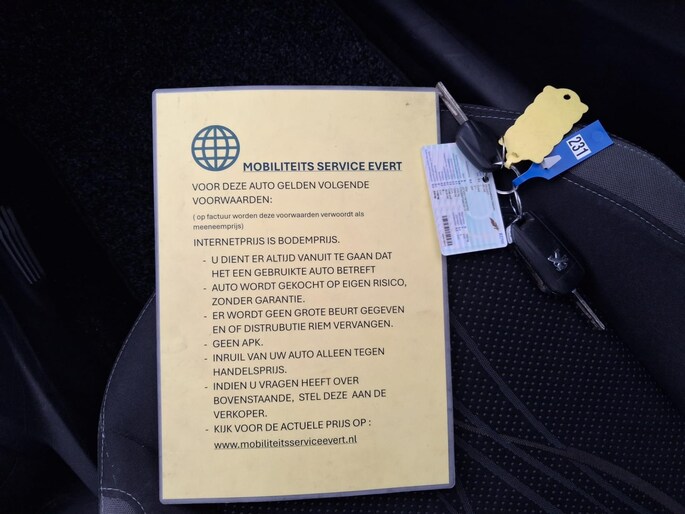 MOBILITEITS SERVICE EVERT
VOOR DEZE AUTO GELDEN VOLGENDE
VOORWAARDEN:
( op factuur worden deze voorwaarden verwoordt als
meeneemprijs)
INTERNETPRIJS IS BODEMPRIJS.
- U DIENT ER ALTIJD VANUIT TE GAAN DAT
HET EEN GEBRUIKTE AUTO BETREFT
- AUTO WORDT GEKOCHT OP EIGEN RISICO,
ZONDER GARANTIE.
- ER WORDT GEEN GROTE BEURT GEGEVEN
EN OF DISTRUBUTIE RIEM VERVANGEN.
- GEEN APK.
- INRUIL VAN UW AUTO ALLEEN TEGEN
HANDELSPRIJS.
- INDIEN U VRAGEN HEEFT OVER
BOVENSTAANDE, STEL DEZE AAN DE
VERKOPER.
- KIJK VOOR DE ACTUELE PRIJS OP :
www.mobiliteitsserviceevert.nl
231